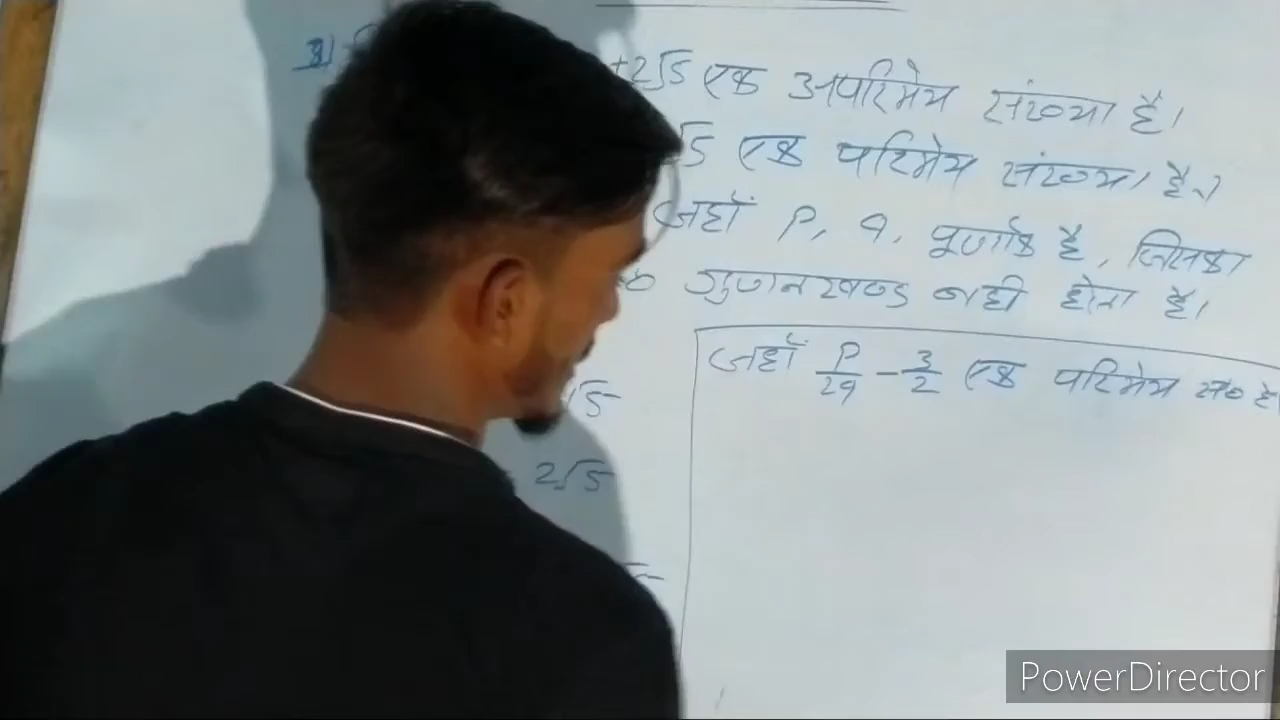 +2√5 एक अपरिमेय संख्या है।
√5 एक परिमेय संख्या है।
जहाँ P, q, पूर्णांक है, जिसका
गुणनखण्ड नही होता है।
जहाँ P/2q - 3/2 एक परिमेय सं० है
√5
2√5
PowerDirector